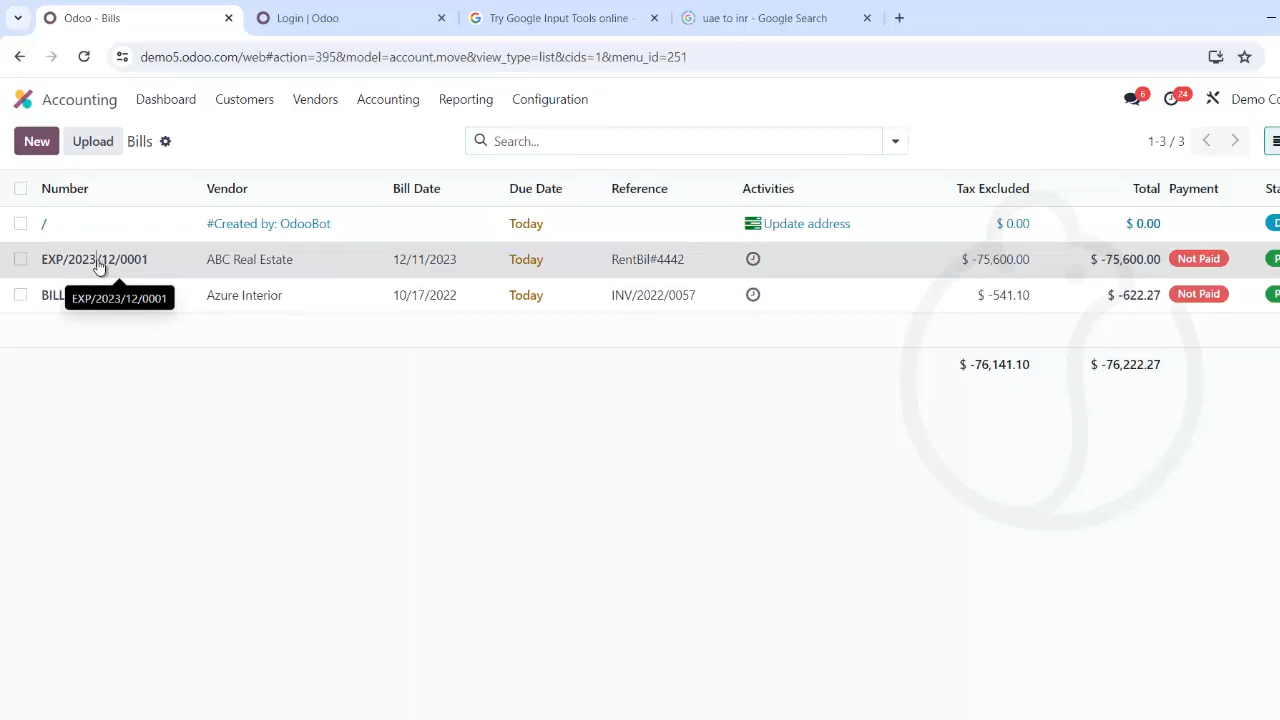 Odoo - Bills
Login | Odoo
Try Google Input Tools online -
uae to inr - Google Search
demo5.odoo.com/web#action=395&model=account.move&view_type=list&cids=1&menu_id=251
Accounting Dashboard Customers Vendors Accounting Reporting Configuration 6 24 Demo Co
New Upload Bills Search... 1-3 / 3
Number Vendor Bill Date Due Date Reference Activities Tax Excluded Total Payment Sta
/ #Created by: OdooBot Today Update address $ 0.00 $ 0.00 D
EXP/2023/12/0001 ABC Real Estate 12/11/2023 Today RentBil#4442 $ -75,600.00 $ -75,600.00 Not Paid P
BILL Azure Interior 10/17/2022 Today INV/2022/0057 $ -541.10 $ -622.27 Not Paid P
EXP/2023/12/0001
$ -76,141.10 $ -76,222.27